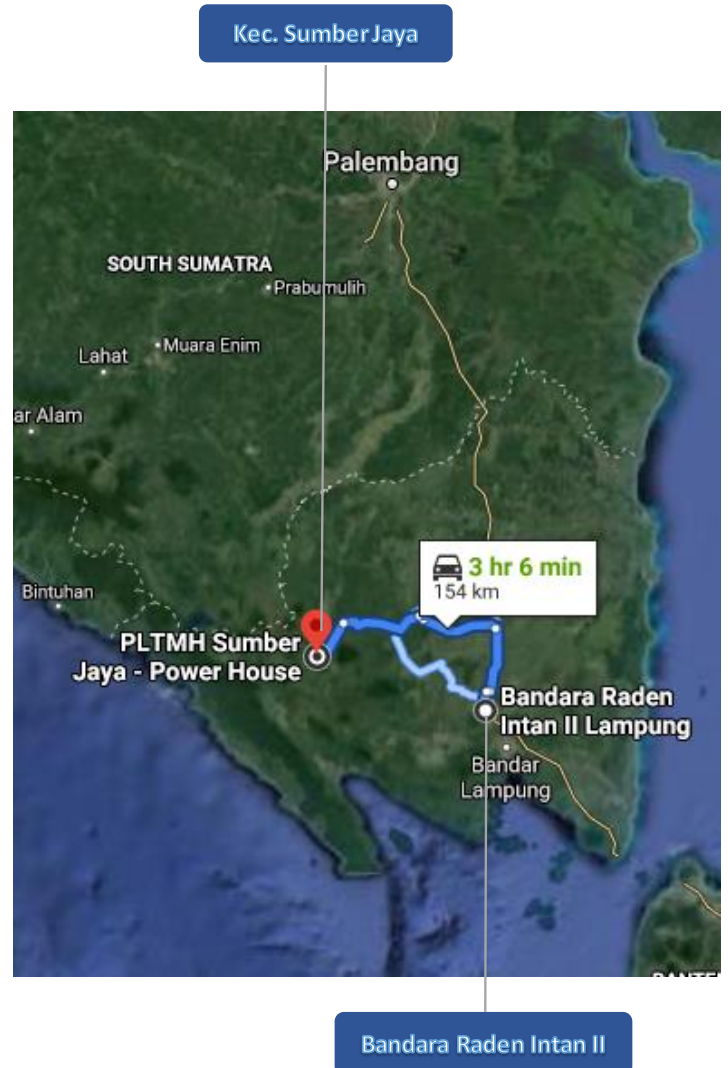 Kec. Sumber Jaya
Palembang
SOUTH SUMATRA
Prabumulih
Muara Enim
Lahat
ar Alam
3 hr 6 min
154 km
Bintuhan
PLTMH Sumber
Jaya - Power House
Bandara Raden
Intan II Lampung
Bandar
Lampung
BANTE
Bandara Raden Intan II